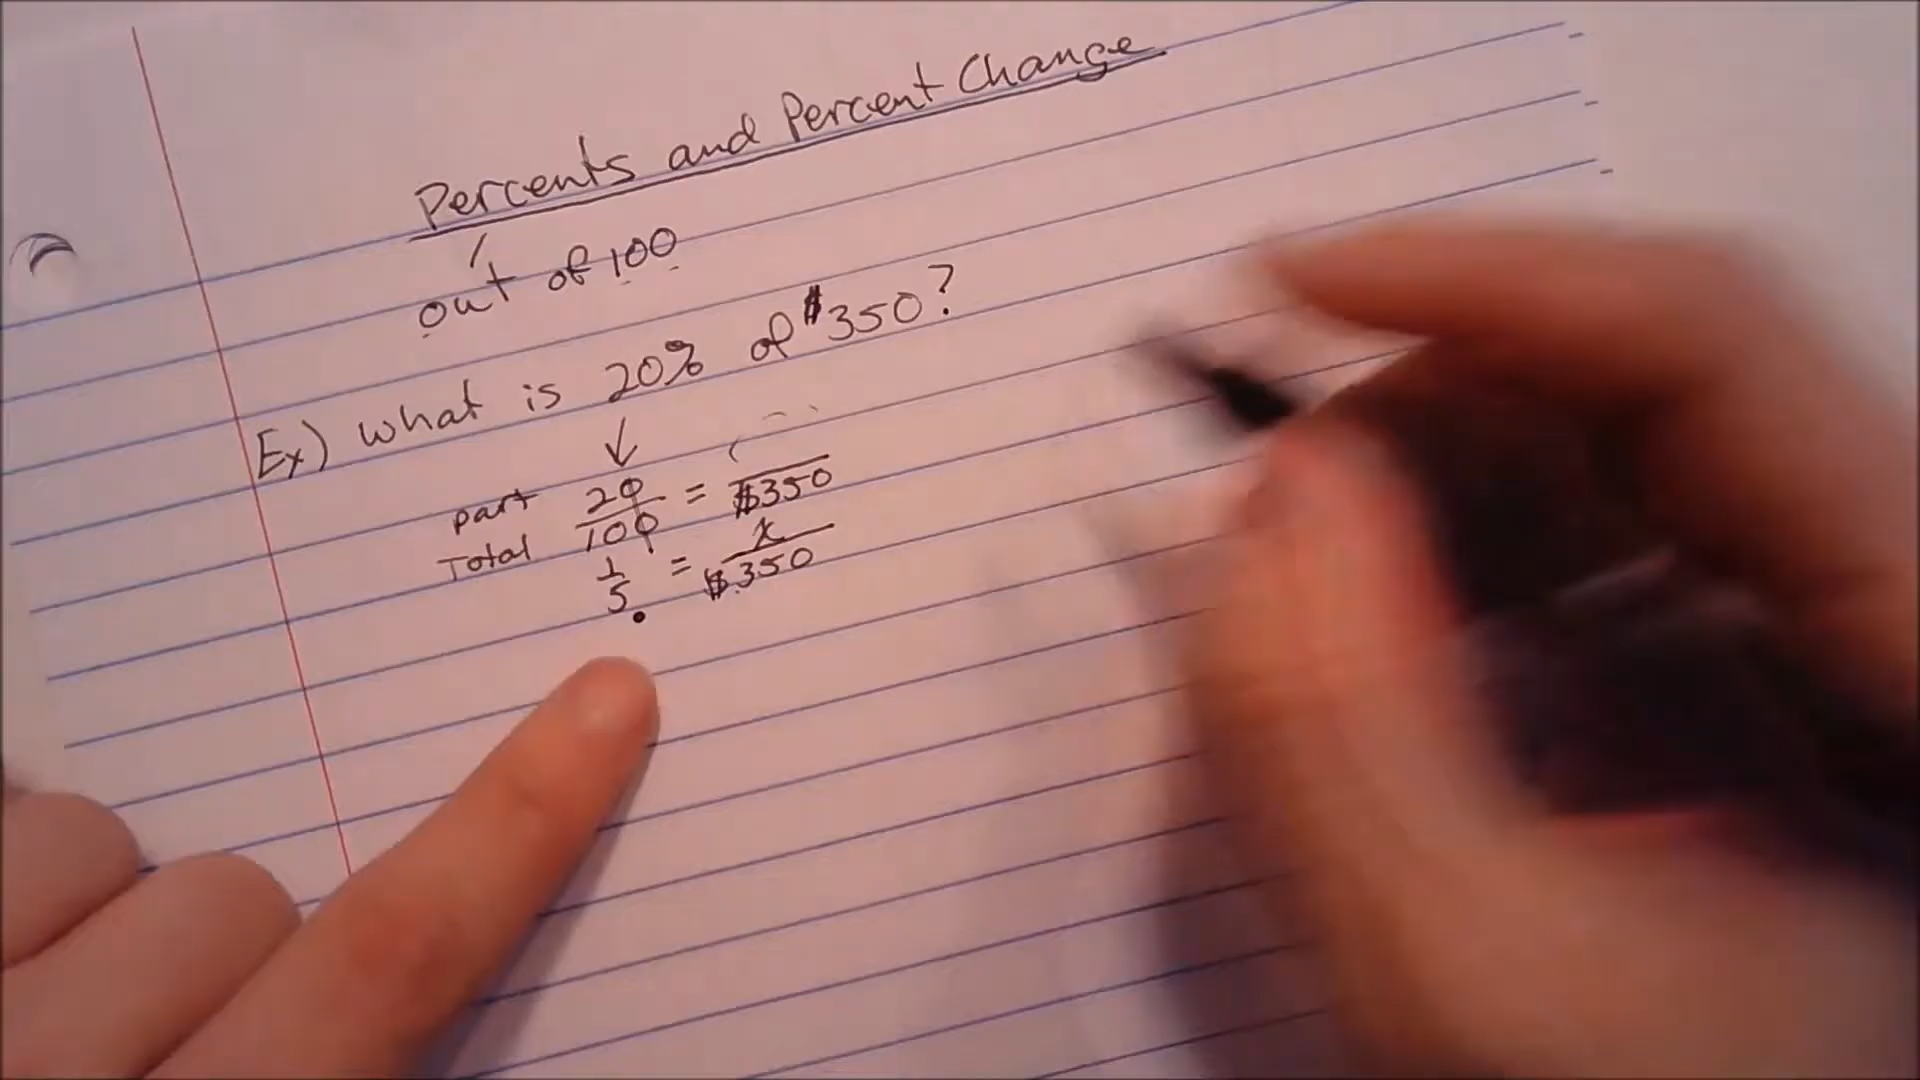 Percents and Percent Change
out of 100
Ex) What is 20% of $350?
part 20/100 = /$350
Total
1/5 = x/$350